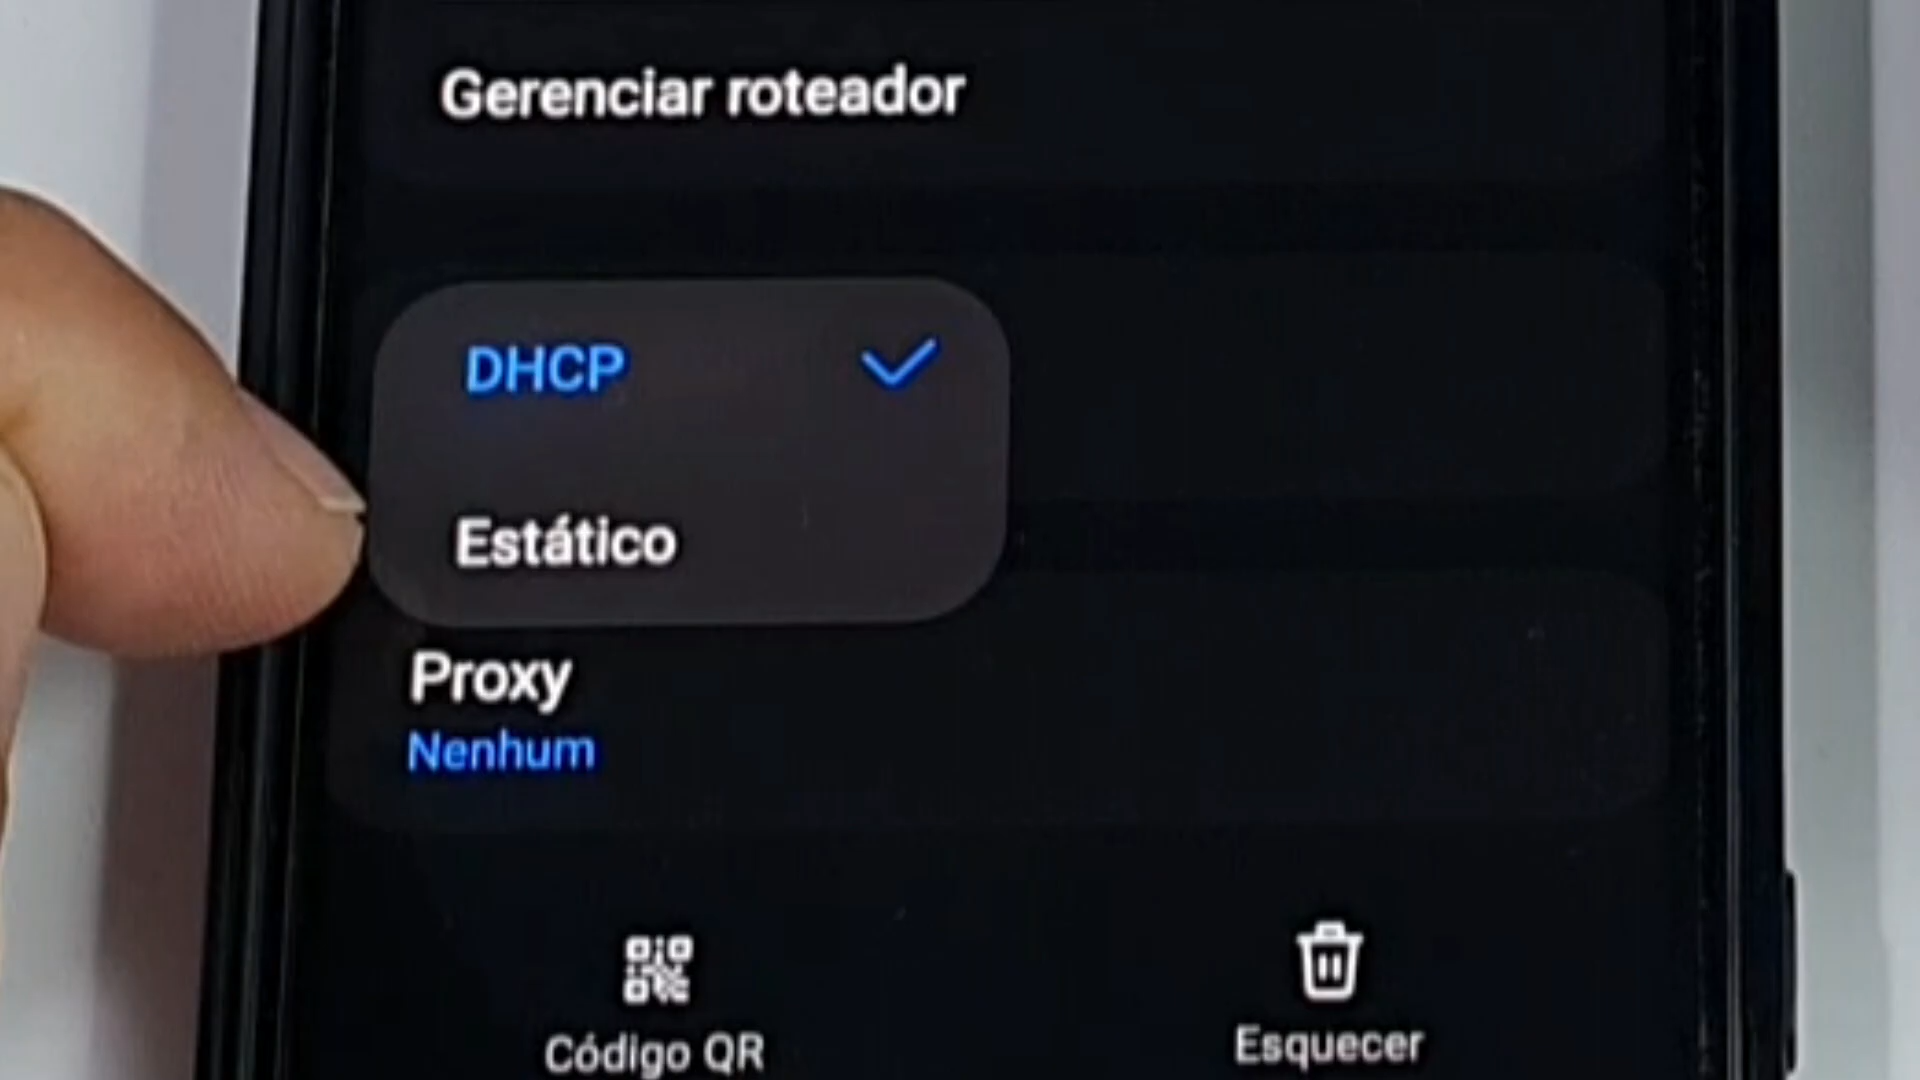 Gerenciar roteador
DHCP
Estático
Proxy
Nenhum
Código QR
Esquecer